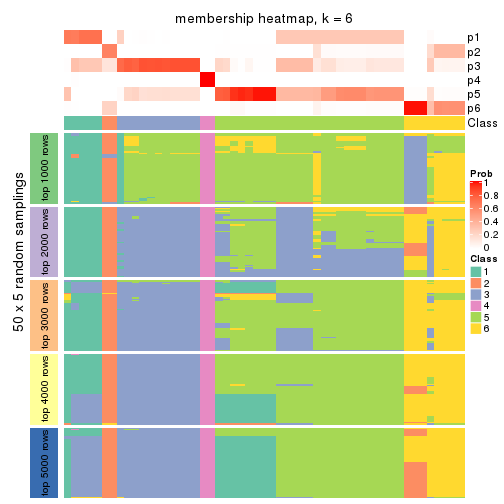 membership heatmap, k = 6
p1
p2
p3
p4
p5
p6
Class
50 x 5 random samplings
top 1000 rows
top 2000 rows
top 3000 rows
top 4000 rows
top 5000 rows
Prob
1
0.8
0.6
0.4
0.2
0
Class
1
2
3
4
5
6